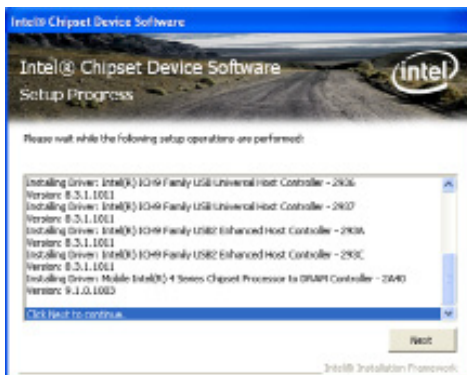 Intel® Chipset Device Software
Intel® Chipset Device Software
Setup Progress
intel
Please wait while the following setup operations are performed:
Installing Driver: Intel(R) ICH9 Family USB Universal Host Controller - 2936
Version: 8.3.1.1011
Installing Driver: Intel(R) ICH9 Family USB Universal Host Controller - 2937
Version: 8.3.1.1011
Installing Driver: Intel(R) ICH9 Family USB2 Enhanced Host Controller - 293A
Version: 8.3.1.1011
Installing Driver: Intel(R) ICH9 Family USB2 Enhanced Host Controller - 293C
Version: 8.3.1.1011
Installing Driver: Mobile Intel(R) 4 Series Chipset Processor to DRAM Controller - 2A40
Version: 9.1.0.1003
Click Next to continue.
Next
Intel® Installation Framework